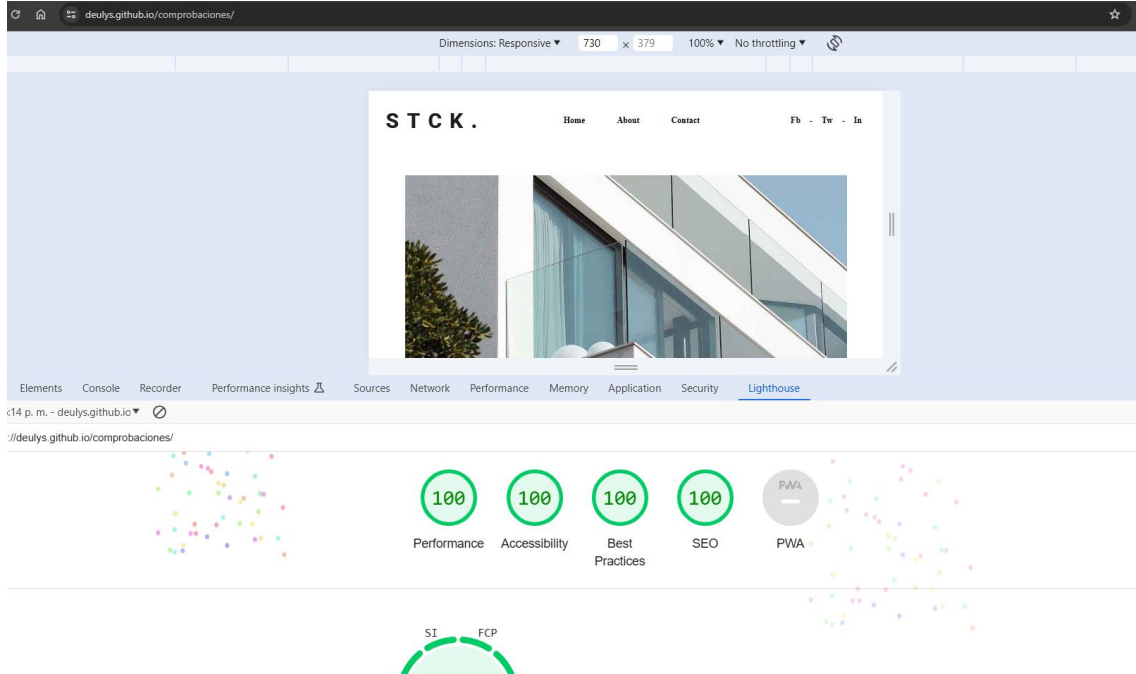 deulys.github.io/comprobaciones/
Dimensions: Responsive ▼ 730 × 379 100% ▼ No throttling ▼
STCK. Home About Contact Fb - Tw - In
Elements Console Recorder Performance insights Sources Network Performance Memory Application Security Lighthouse
:14 p. m. - deulys.github.io ▼
://deulys.github.io/comprobaciones/
100 100 100 100 PWA
Performance Accessibility Best Practices SEO PWA
SI FCP